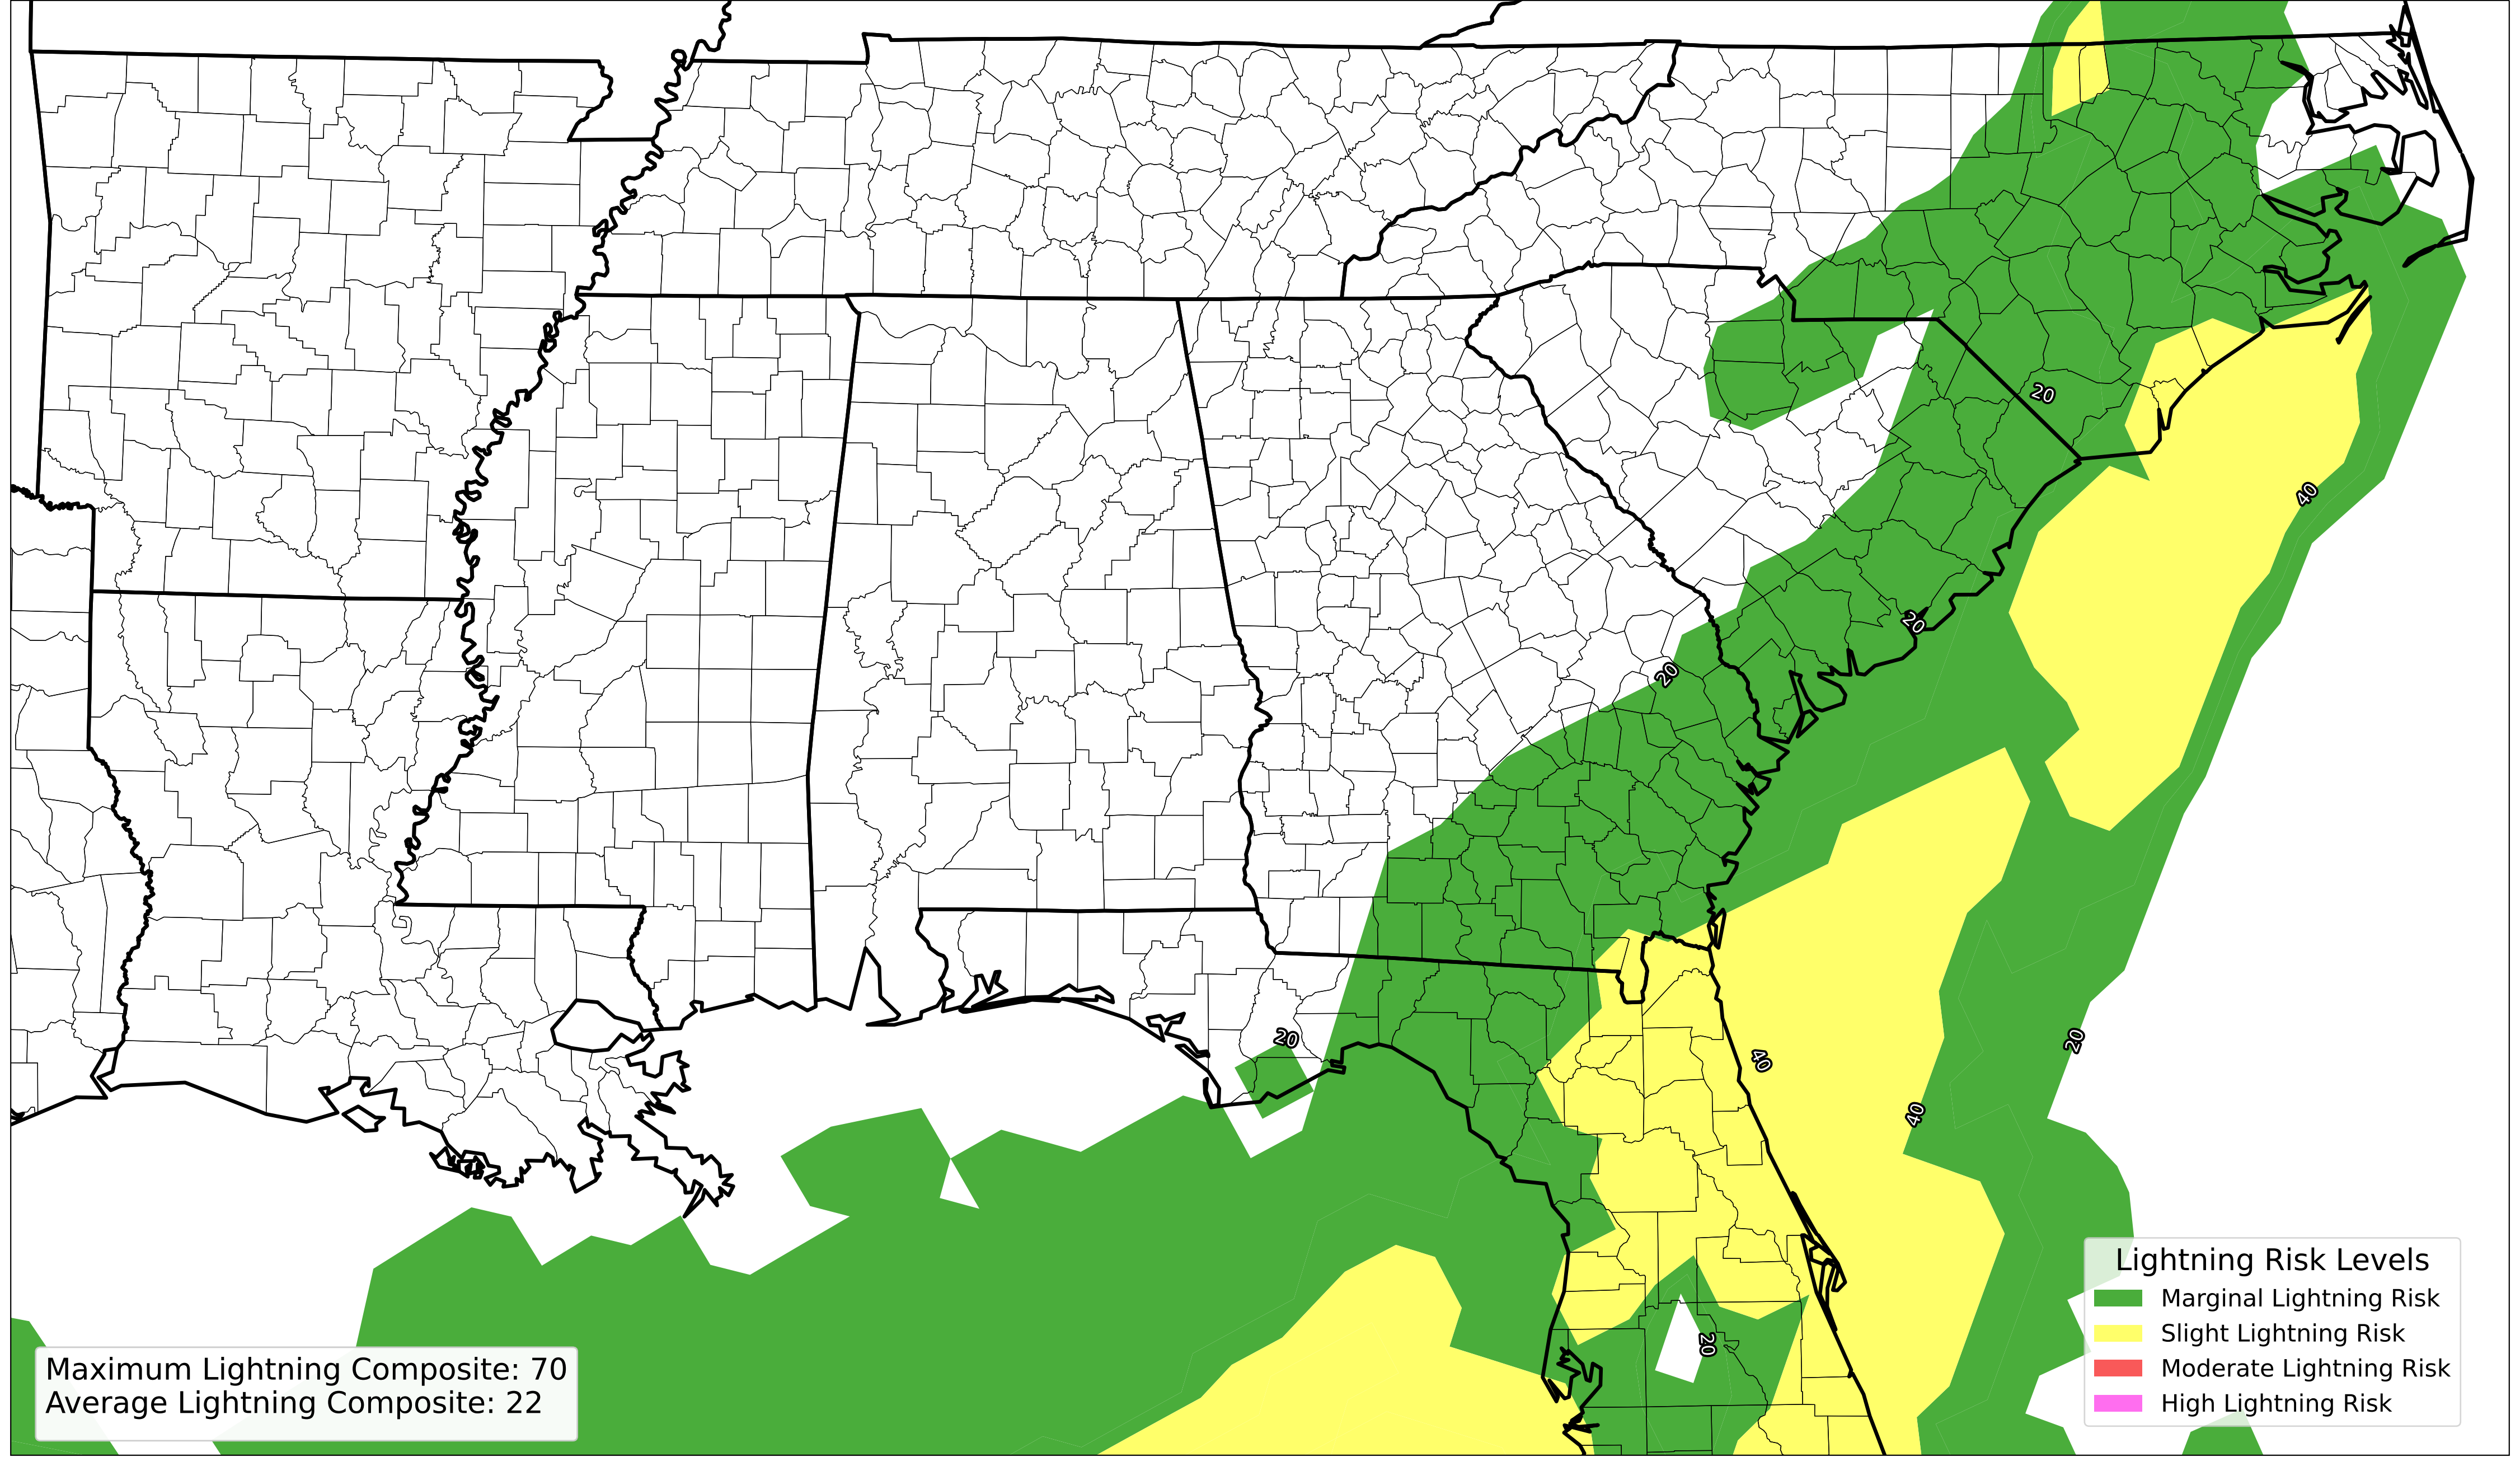 20
40
20
20
20
40
20
40
20
Maximum Lightning Composite: 70
Average Lightning Composite: 22
Lightning Risk Levels
Marginal Lightning Risk
Slight Lightning Risk
Moderate Lightning Risk
High Lightning Risk